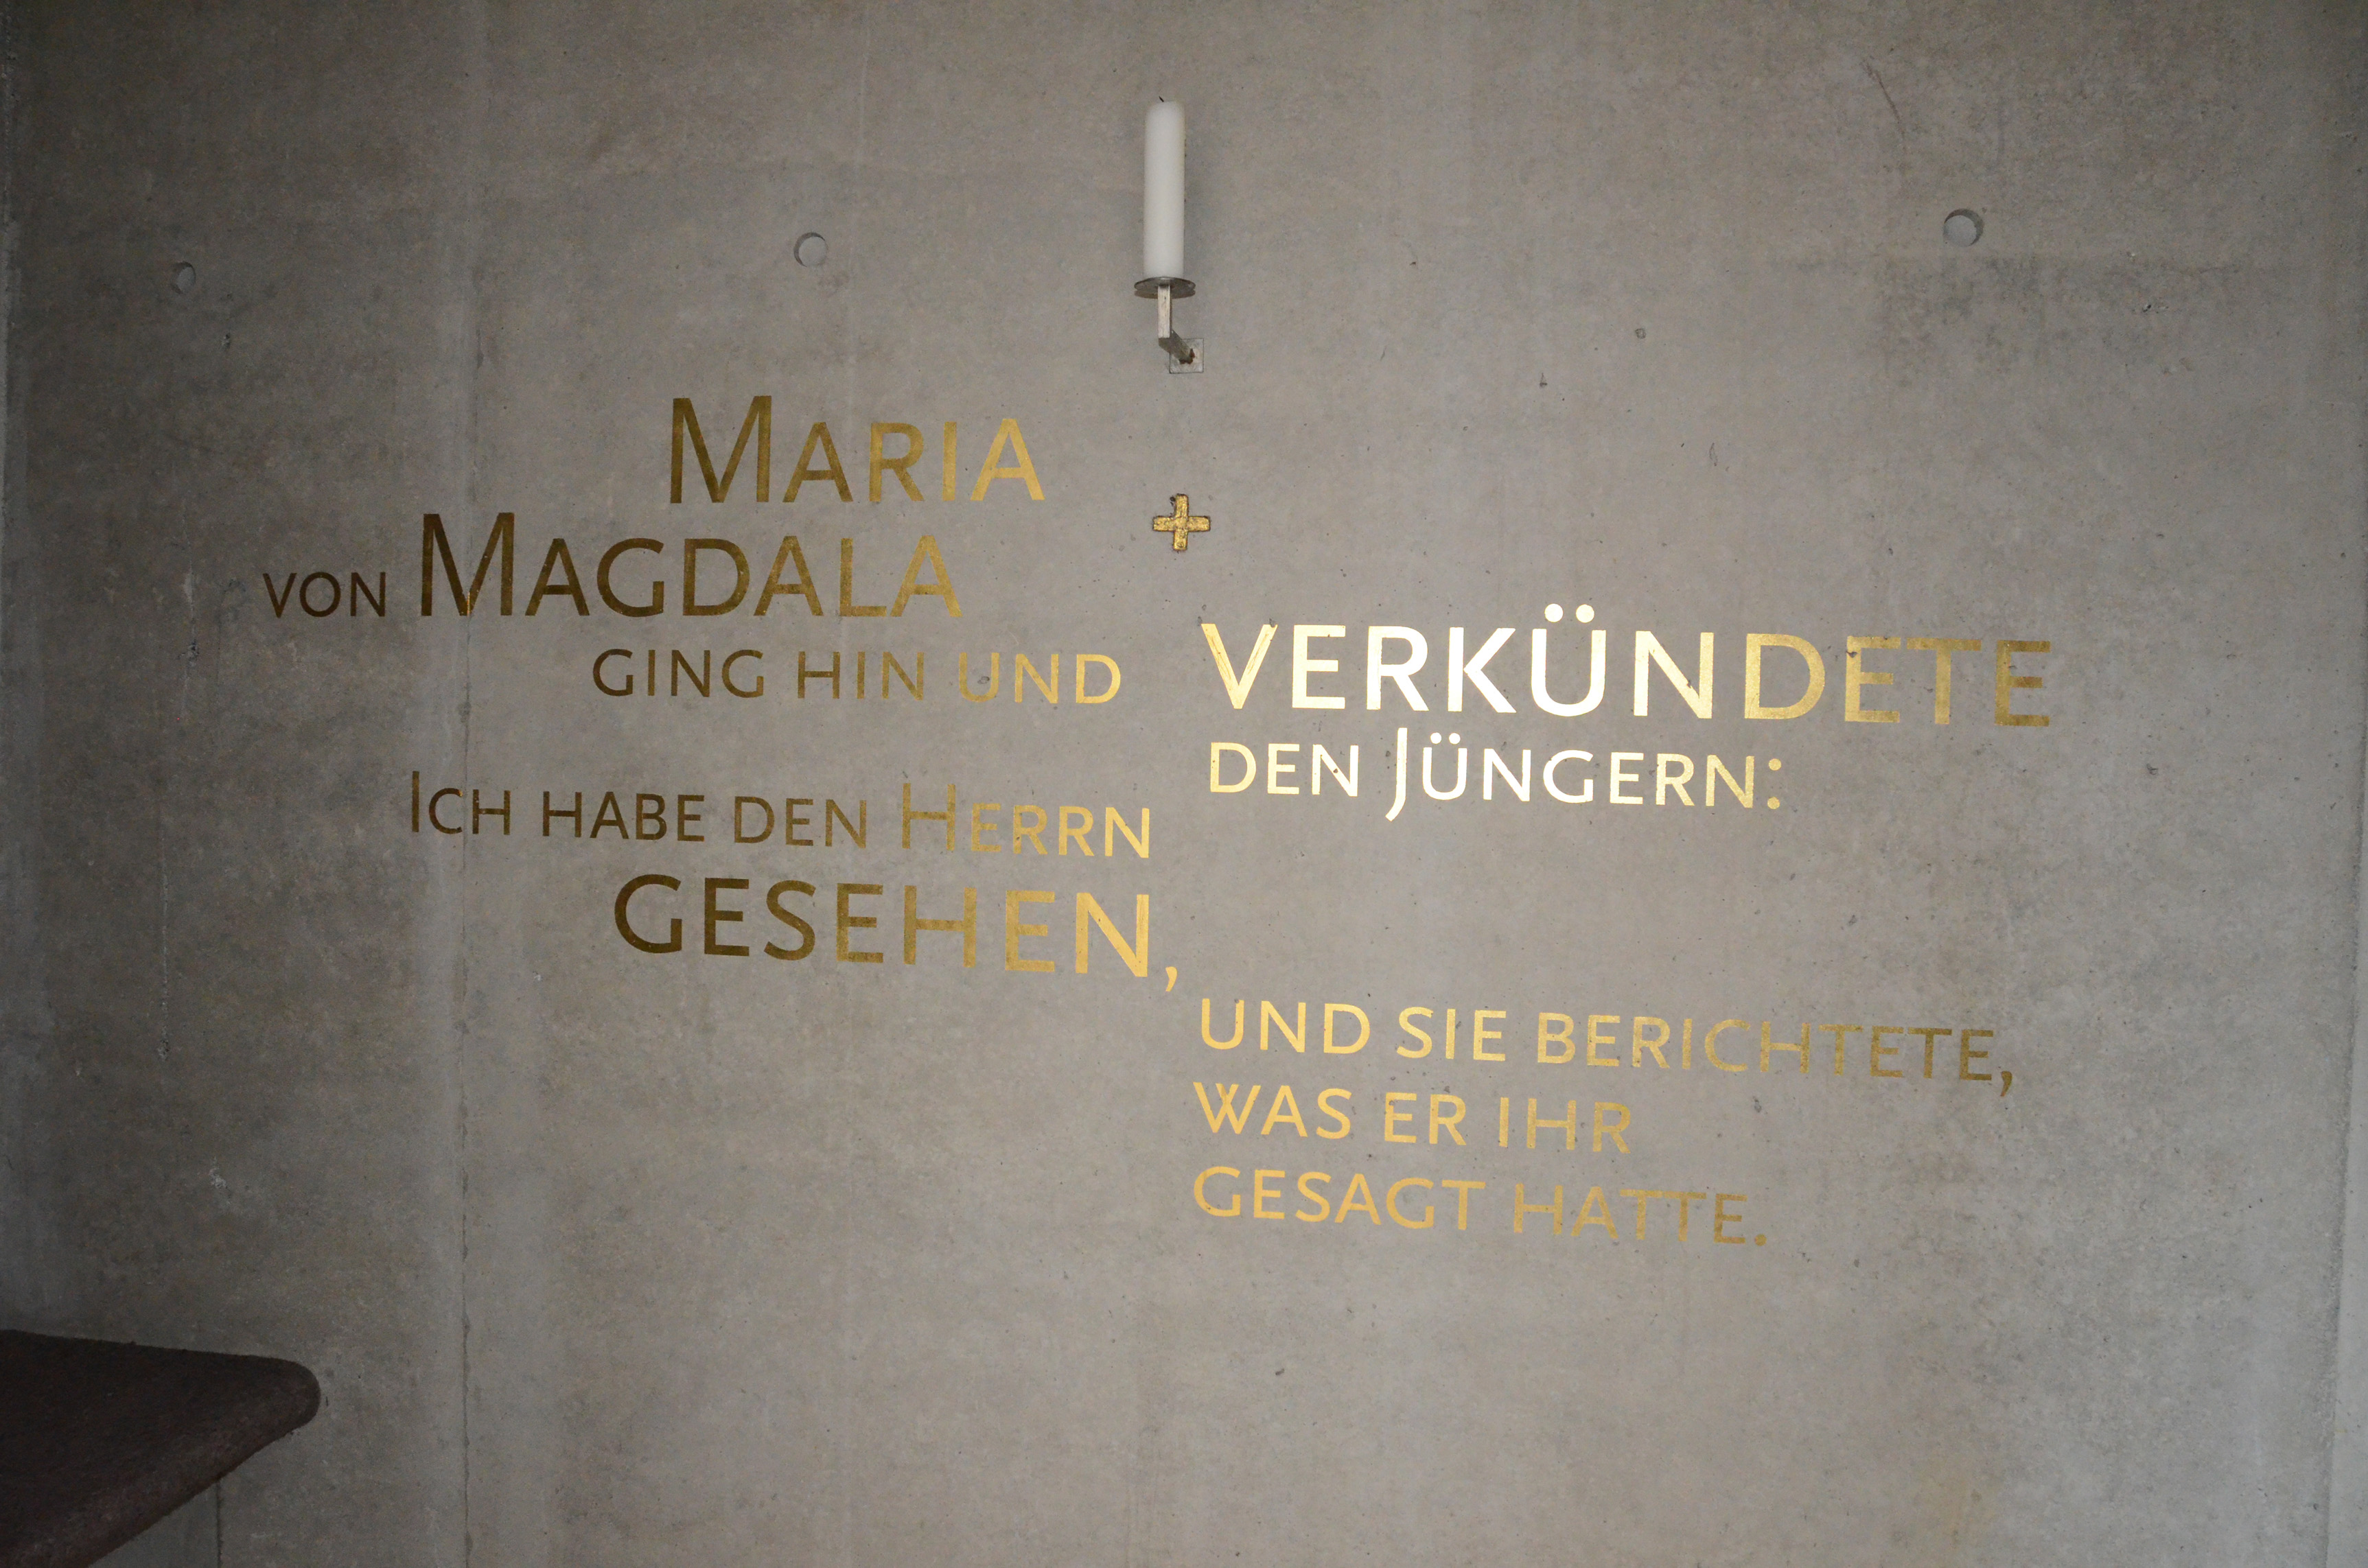 Maria
von Magdala
ging hin und
verkündete
den Jüngern:
Ich habe den Herrn
gesehen,
und sie berichtete,
was er ihr
gesagt hatte.